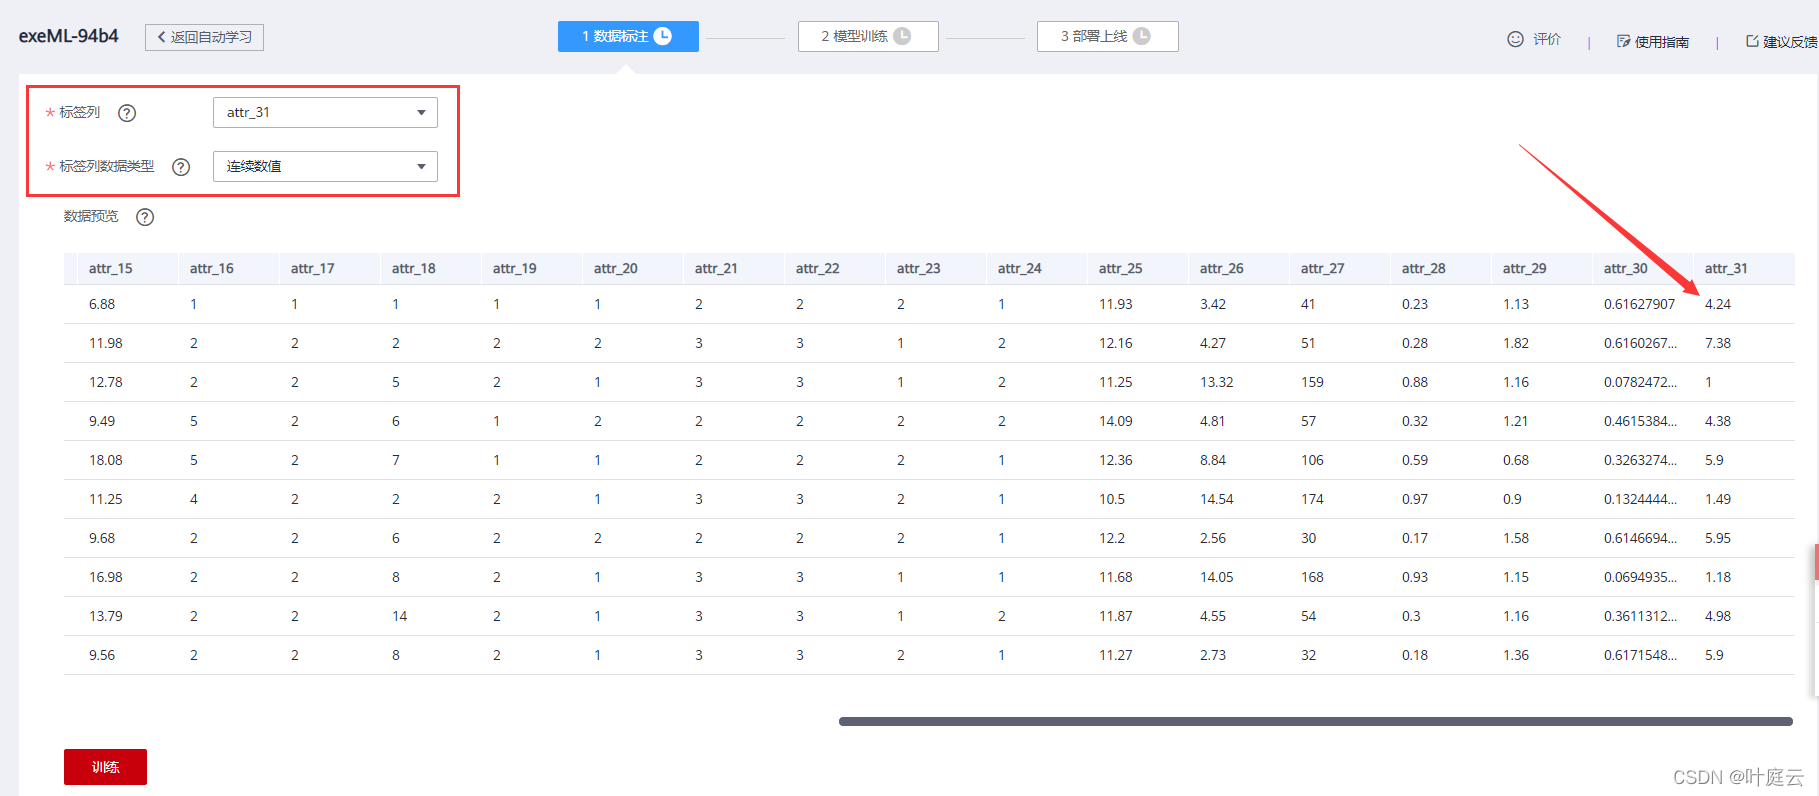 exeML-94b4 返回自动学习 1 数据标注 2 模型训练 3 部署上线 评价 | 使用指南 | 建议反馈
* 标签列 ? attr_31
* 标签列数据类型 ? 连续数值
数据预览 ?
attr_15 attr_16 attr_17 attr_18 attr_19 attr_20 attr_21 attr_22 attr_23 attr_24 attr_25 attr_26 attr_27 attr_28 attr_29 attr_30 attr_31
6.88 1 1 1 1 1 2 2 2 1 11.93 3.42 41 0.23 1.13 0.61627907 4.24
11.98 2 2 2 2 2 3 3 1 2 12.16 4.27 51 0.28 1.82 0.6160267... 7.38
12.78 2 2 5 2 1 3 3 1 2 11.25 13.32 159 0.88 1.16 0.0782472... 1
9.49 5 2 6 1 2 2 2 2 2 14.09 4.81 57 0.32 1.21 0.4615384... 4.38
18.08 5 2 7 1 1 2 2 2 1 12.36 8.84 106 0.59 0.68 0.3263274... 5.9
11.25 4 2 2 2 1 3 3 2 1 10.5 14.54 174 0.97 0.9 0.1324444... 1.49
9.68 2 2 6 2 2 2 2 2 1 12.2 2.56 30 0.17 1.58 0.6146694... 5.95
16.98 2 2 8 2 1 3 3 1 1 11.68 14.05 168 0.93 1.15 0.0694935... 1.18
13.79 2 2 14 2 1 3 3 1 2 11.87 4.55 54 0.3 1.16 0.3611312... 4.98
9.56 2 2 8 2 1 3 3 2 1 11.27 2.73 32 0.18 1.36 0.6171548... 5.9
训练
CSDN @叶庭云